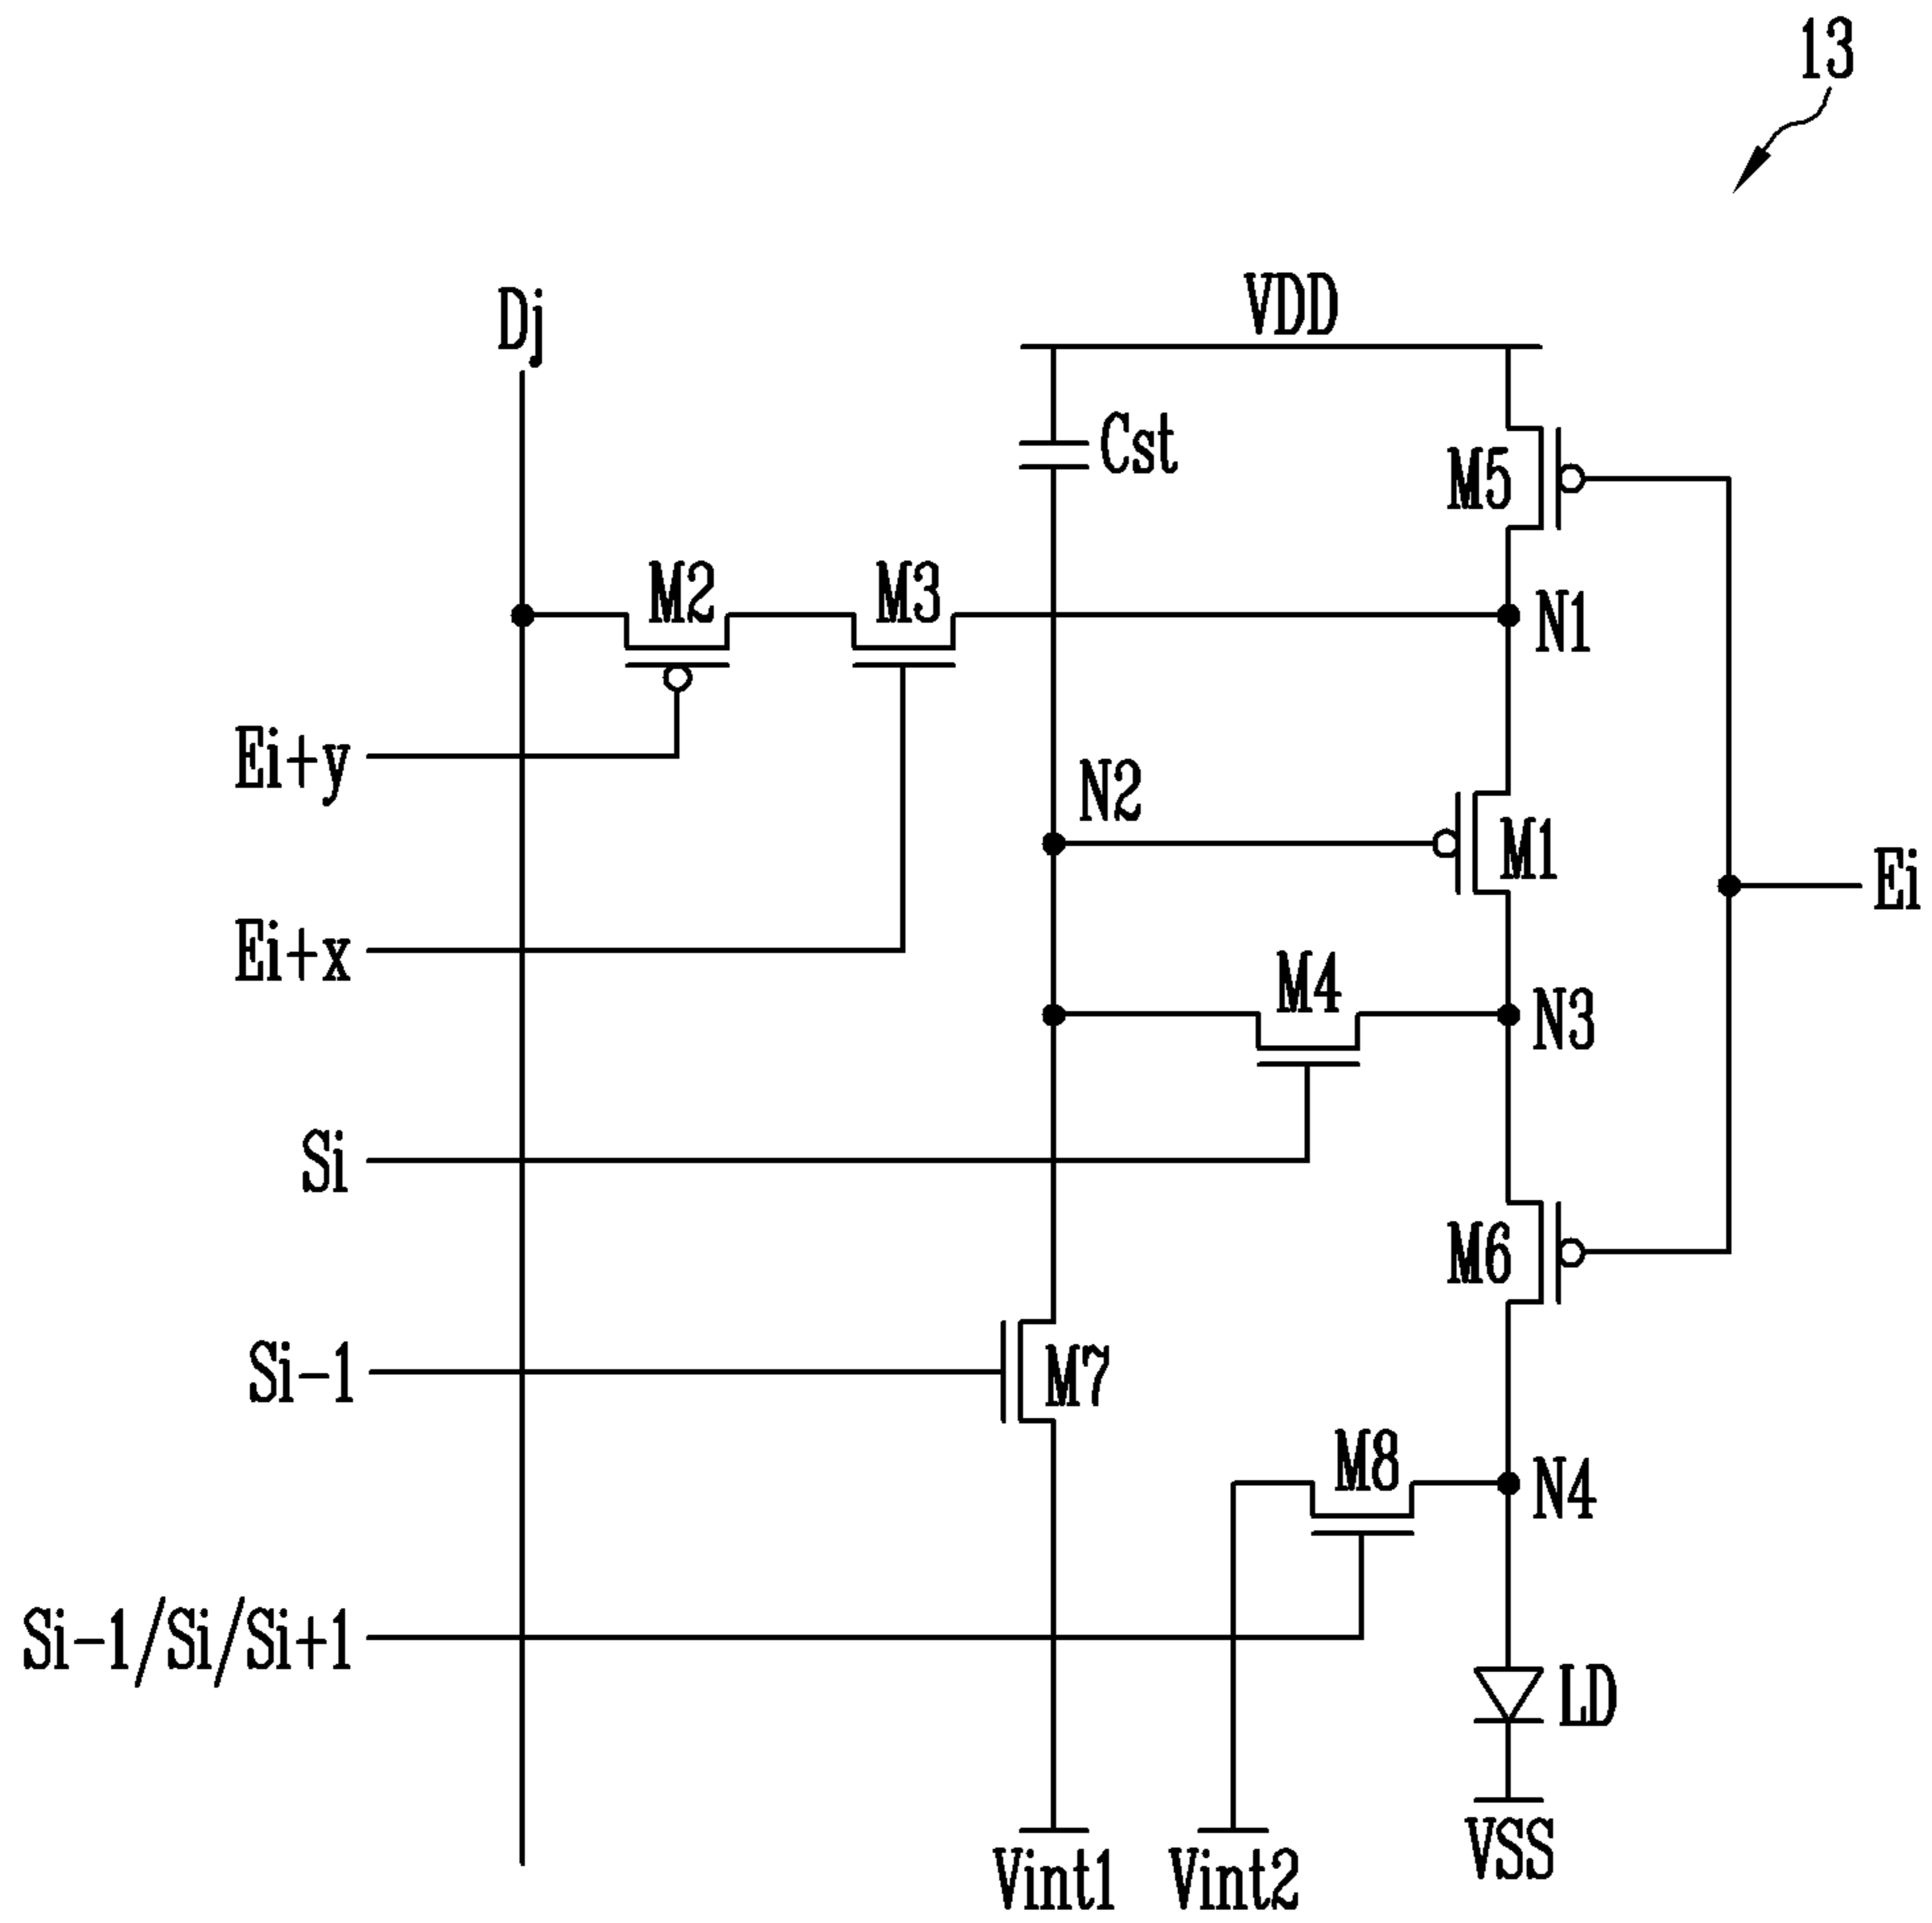 13
Dj
VDD
Cst
M5
M2
M3
N1
Ei+y
N2
M1
Ei
Ei+x
M4
N3
Si
M6
Si-1
M7
M8
N4
Si-1/Si/Si+1
LD
Vint1
Vint2
VSS